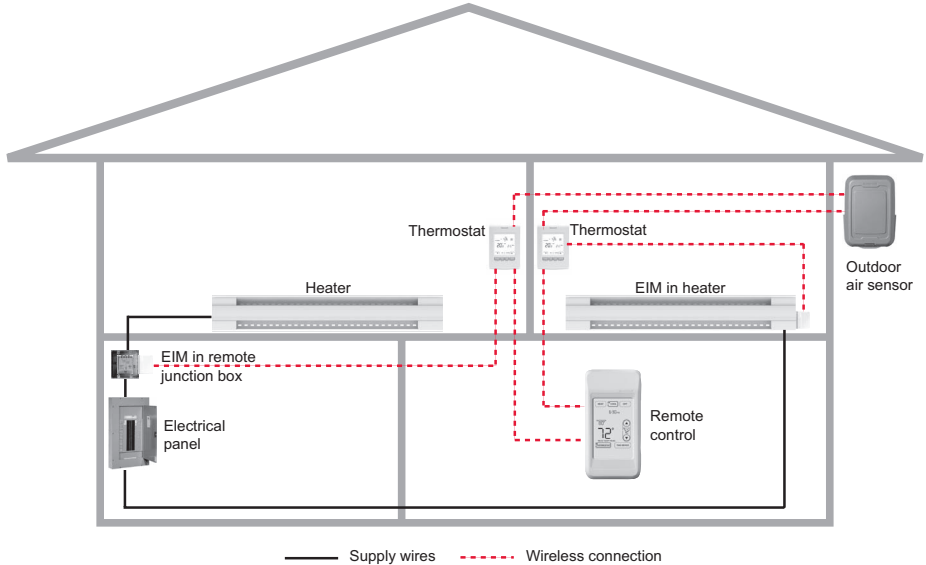 Thermostat
Thermostat
Outdoor
air sensor
Heater
EIM in heater
EIM in remote
junction box
Electrical
panel
72°
Remote
control
Supply wires
Wireless connection